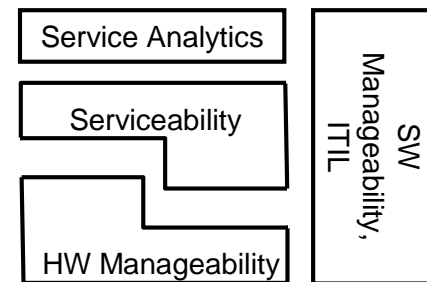 Service Analytics
Serviceability
HW Manageability
SW
Manageability,
ITIL